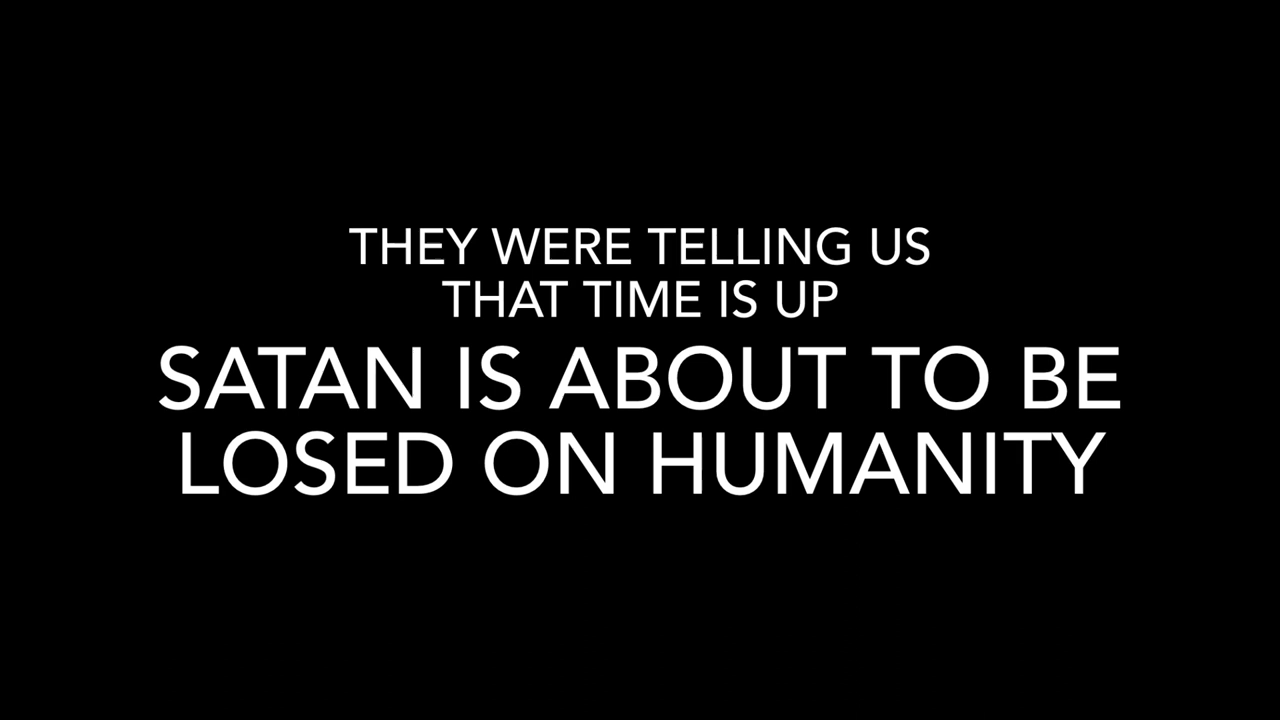 THEY WERE TELLING US
THAT TIME IS UP
SATAN IS ABOUT TO BE
LOSED ON HUMANITY